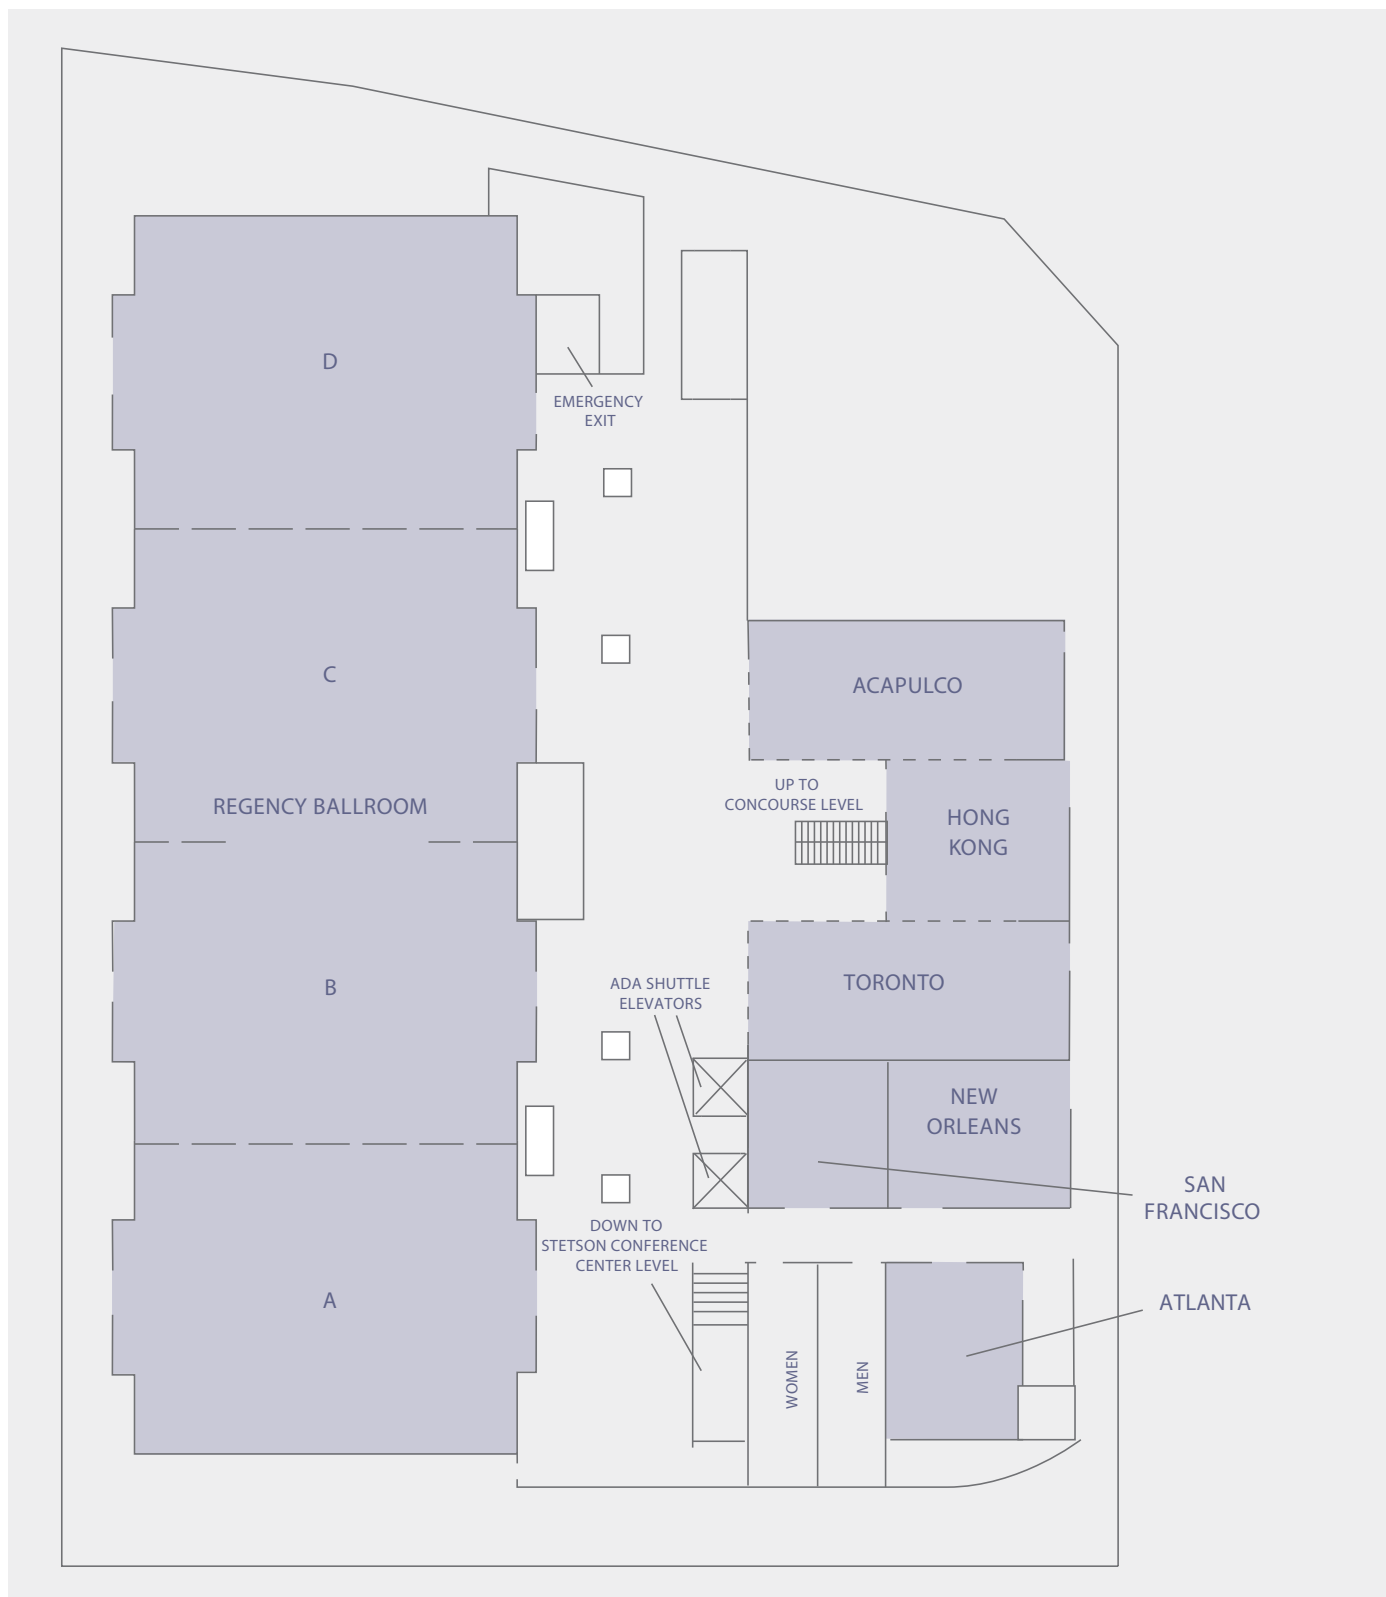 D
EMERGENCY
EXIT
C
ACAPULCO
UP TO
CONCOURSE LEVEL
REGENCY BALLROOM
HONG
KONG
B
ADA SHUTTLE
ELEVATORS
TORONTO
NEW
ORLEANS
SAN
FRANCISCO
DOWN TO
STETSON CONFERENCE
CENTER LEVEL
A
WOMEN
MEN
ATLANTA